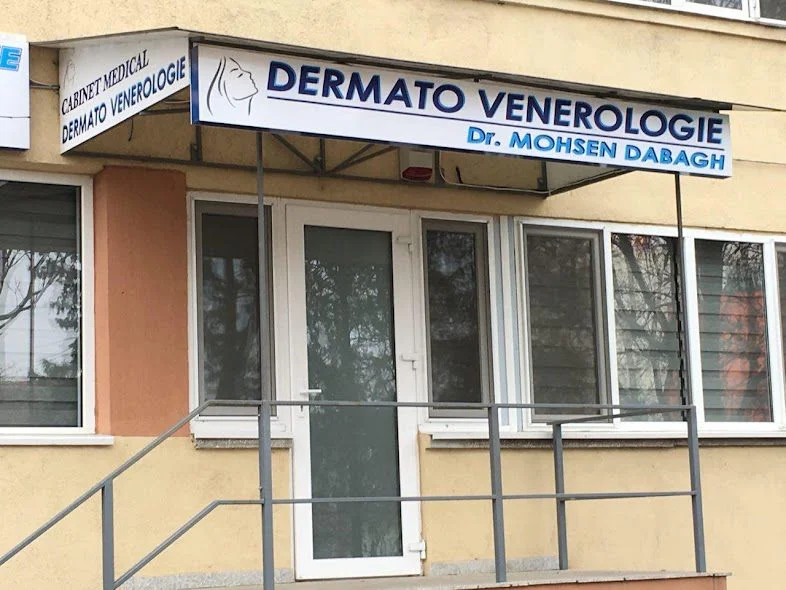 CABINET MEDICAL
DERMATO VENEROLOGIE
DERMATO VENEROLOGIE
Dr. MOHSEN DABAGH